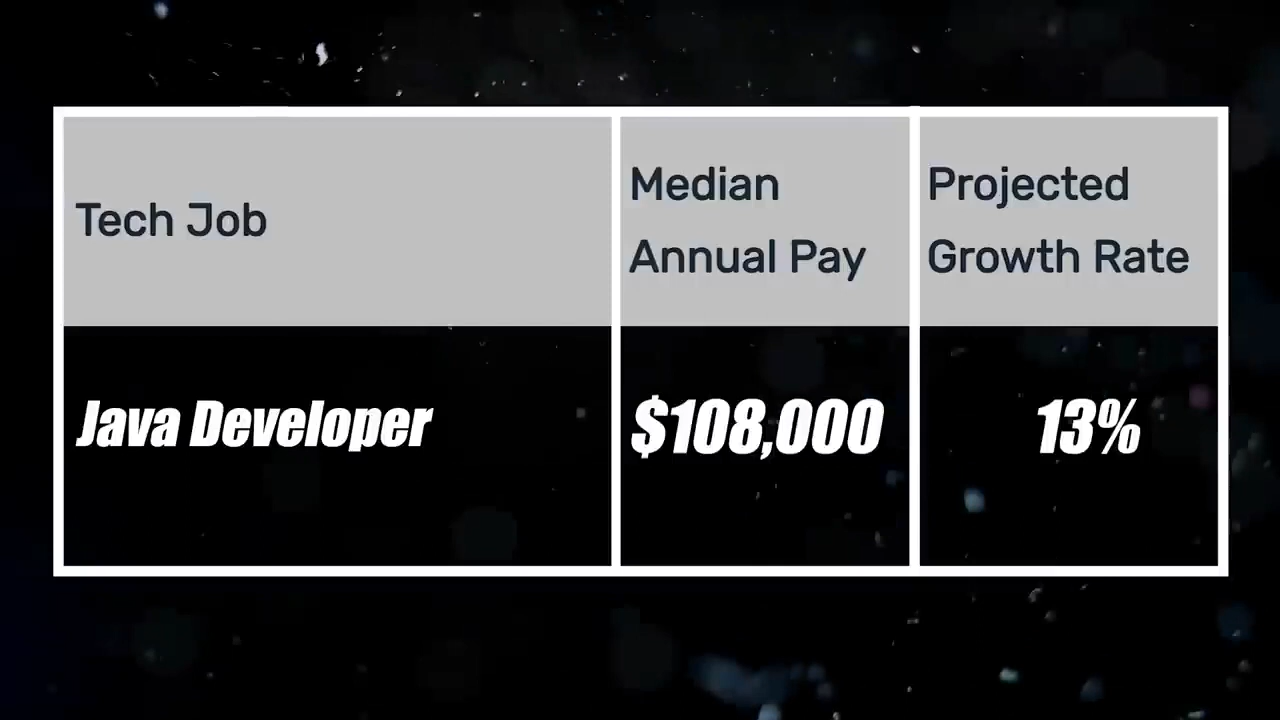 Tech Job
Median
Annual Pay
Projected
Growth Rate
Java Developer
$108,000
13%